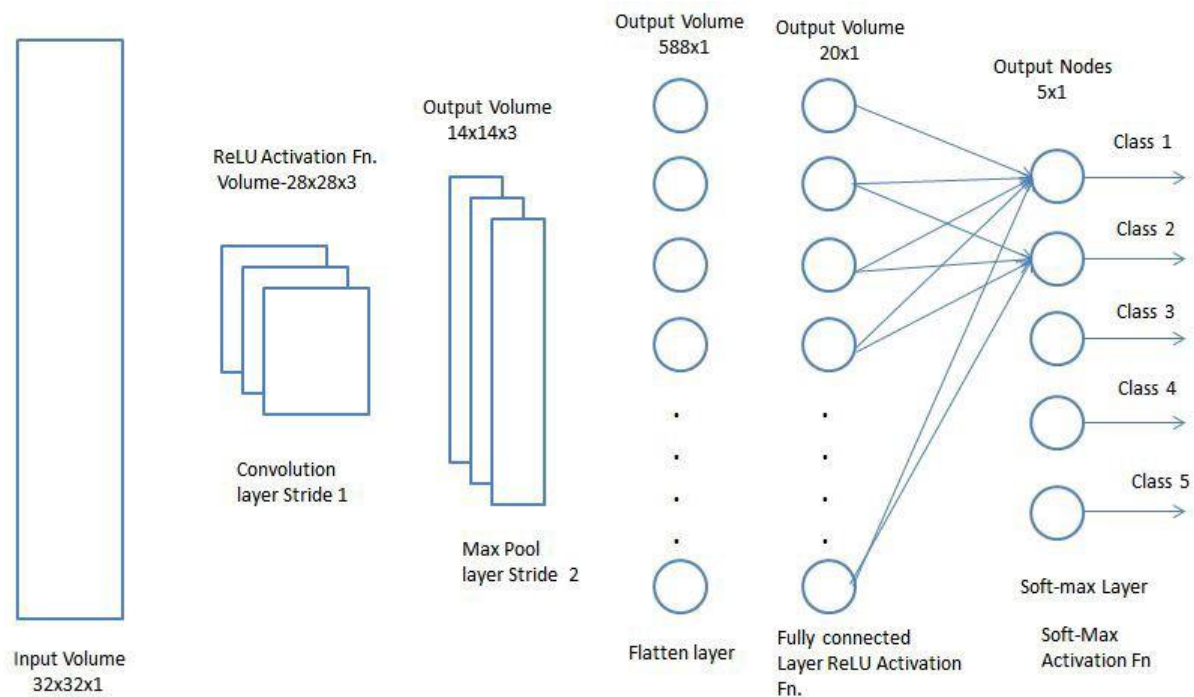 Input Volume
32x32x1
ReLU Activation Fn.
Volume-28x28x3
Convolution
layer Stride 1
Output Volume
14x14x3
Max Pool
layer Stride 2
Output Volume
588x1
Flatten layer
Output Volume
20x1
Fully connected
Layer ReLU Activation
Fn.
Output Nodes
5x1
Class 1
Class 2
Class 3
Class 4
Class 5
Soft-max Layer
Soft-Max
Activation Fn